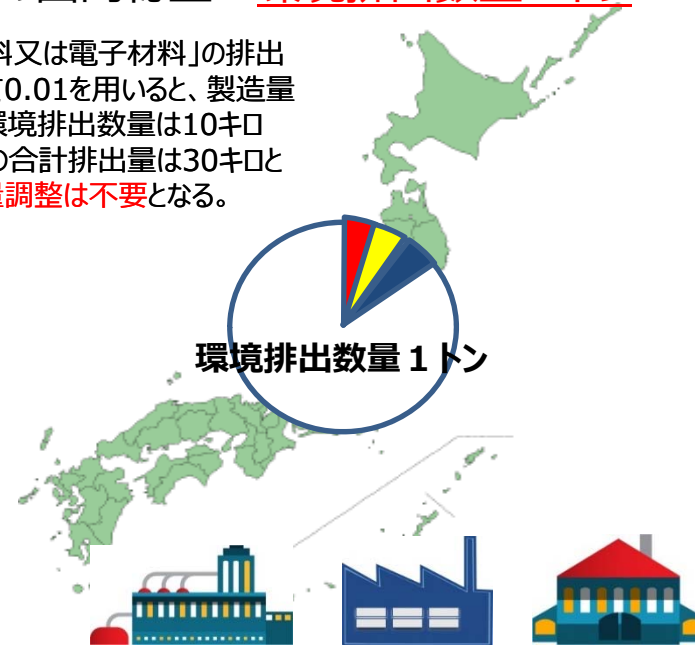 料又は電子材料」の排出
て0.01を用いると、製造量
環境排出数量は10キロ
の合計排出量は30キロと
量調整は不要となる。
環境排出数量１トン